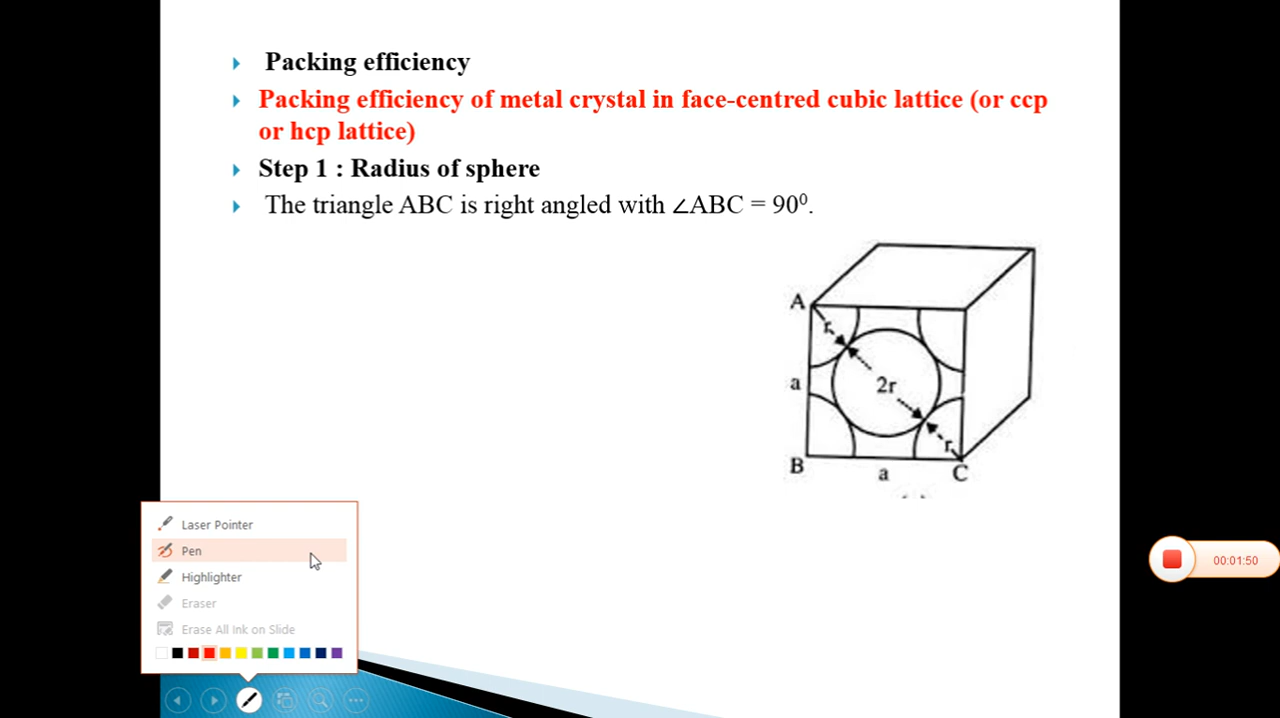 Packing efficiency
Packing efficiency of metal crystal in face-centred cubic lattice (or ccp
or hcp lattice)
Step 1 : Radius of sphere
The triangle ABC is right angled with ∠ABC = 90⁰.
A
r
a
2r
r
B
a
C
Laser Pointer
Pen
Highlighter
Eraser
Erase All Ink on Slide
00:01:50